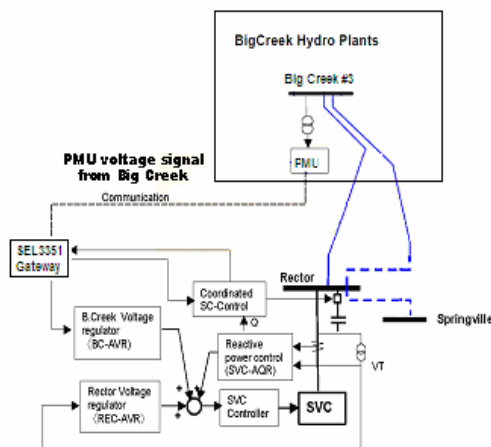 BigCreek Hydro Plants
Big Creek #3
PMU
PMU voltage signal
from Big Creek
Communication
SEL3351
Gateway
Rector
Coordinated
SC-Control
Springville
B.Creek Voltage
regulator
(BC-AVR)
Q
Reactive
power control
(SVC-AQR)
VT
+
+
+
Rector Voltage
regulator
(REC-AVR)
SVC
Controller
SVC